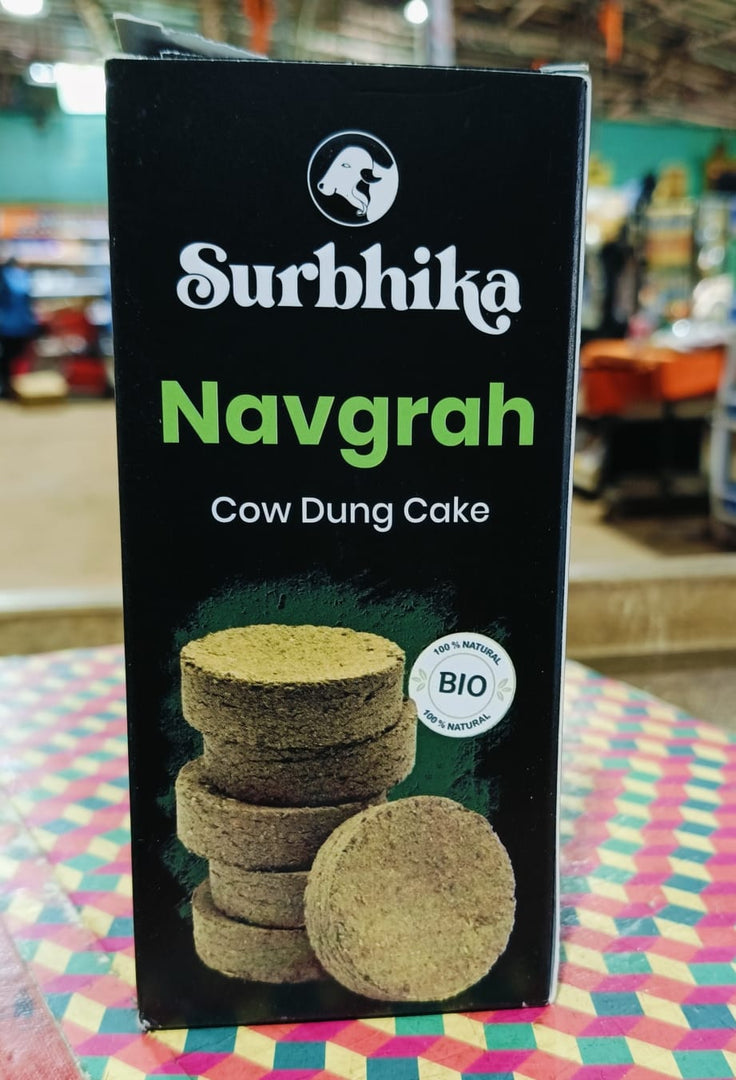 Surbhika
Navgrah
Cow Dung Cake
100% NATURAL
BIO
100% NATURAL